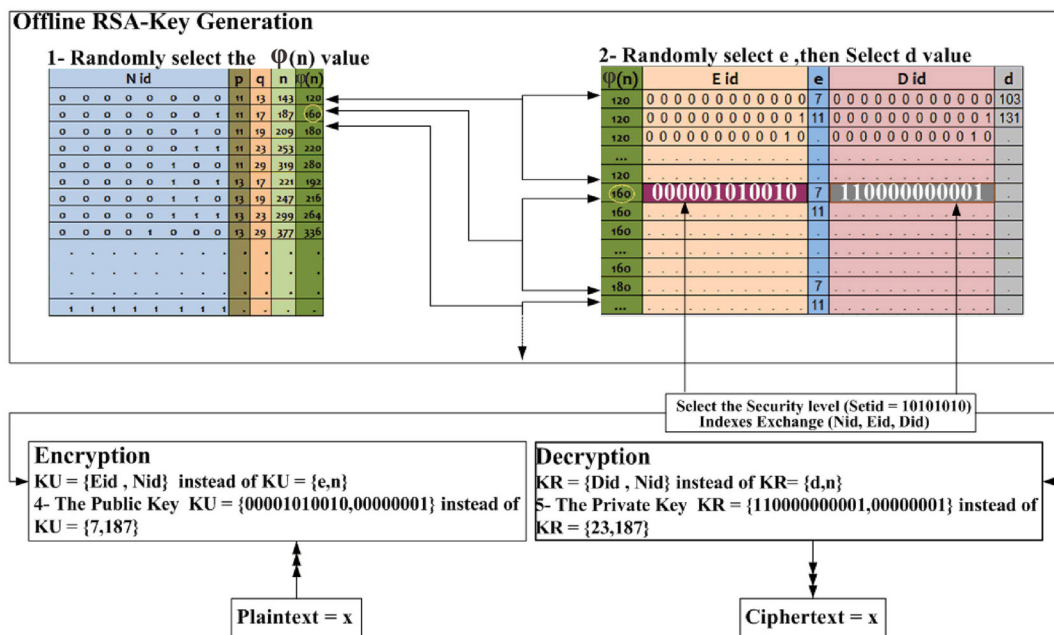 Offline RSA-Key Generation
1- Randomly select the φ(n) value
N id p q n φ(n)
0 0 0 0 0 0 0 0 11 13 143 120
0 0 0 0 0 0 0 1 11 17 187 160
0 0 0 0 0 0 1 0 11 19 209 180
0 0 0 0 0 0 1 1 11 23 253 220
0 0 0 0 0 1 0 0 11 29 319 280
0 0 0 0 0 1 0 1 13 17 221 192
0 0 0 0 0 1 1 0 13 19 247 216
0 0 0 0 0 1 1 1 13 23 299 264
0 0 0 0 1 0 0 0 13 29 377 336
. . . . . . . . . . . .
. . . . . . . . . . . .
. . . . . . . . . . . .
1 1 1 1 1 1 1 1 . . . .
2- Randomly select e ,then Select d value
φ(n) E id e D id d
120 0 0 0 0 0 0 0 0 0 0 0 0 7 0 0 0 0 0 0 0 0 0 0 0 0 103
120 0 0 0 0 0 0 0 0 0 0 0 1 11 0 0 0 0 0 0 0 0 0 0 0 1 131
120 0 0 0 0 0 0 0 0 0 0 1 0 . 0 0 0 0 0 0 0 0 0 0 1 0 .
... . . . . . . . . . . . . . . . . . . . . . . . . . .
120 . . . . . . . . . . . . . . . . . . . . . . . . . .
160 000001010010 7 110000000001
160 . . . . . . . . . . . . 11 . . . . . . . . . . . . .
160 . . . . . . . . . . . . . . . . . . . . . . . . . .
... . . . . . . . . . . . . . . . . . . . . . . . . . .
160 . . . . . . . . . . . . . . . . . . . . . . . . . .
180 . . . . . . . . . . . . 7 . . . . . . . . . . . . .
... . . . . . . . . . . . . 11 . . . . . . . . . . . . .
Select the Security level (Setid = 10101010)
Indexes Exchange (Nid, Eid, Did)
Encryption
KU = {Eid , Nid} instead of KU = {e,n}
4- The Public Key KU = {00001010010,00000001} instead of
KU = {7,187}
Decryption
KR = {Did , Nid} instead of KR= {d,n}
5- The Private Key KR = {110000000001,00000001} instead of
KR = {23,187}
Plaintext = x
Ciphertext = x